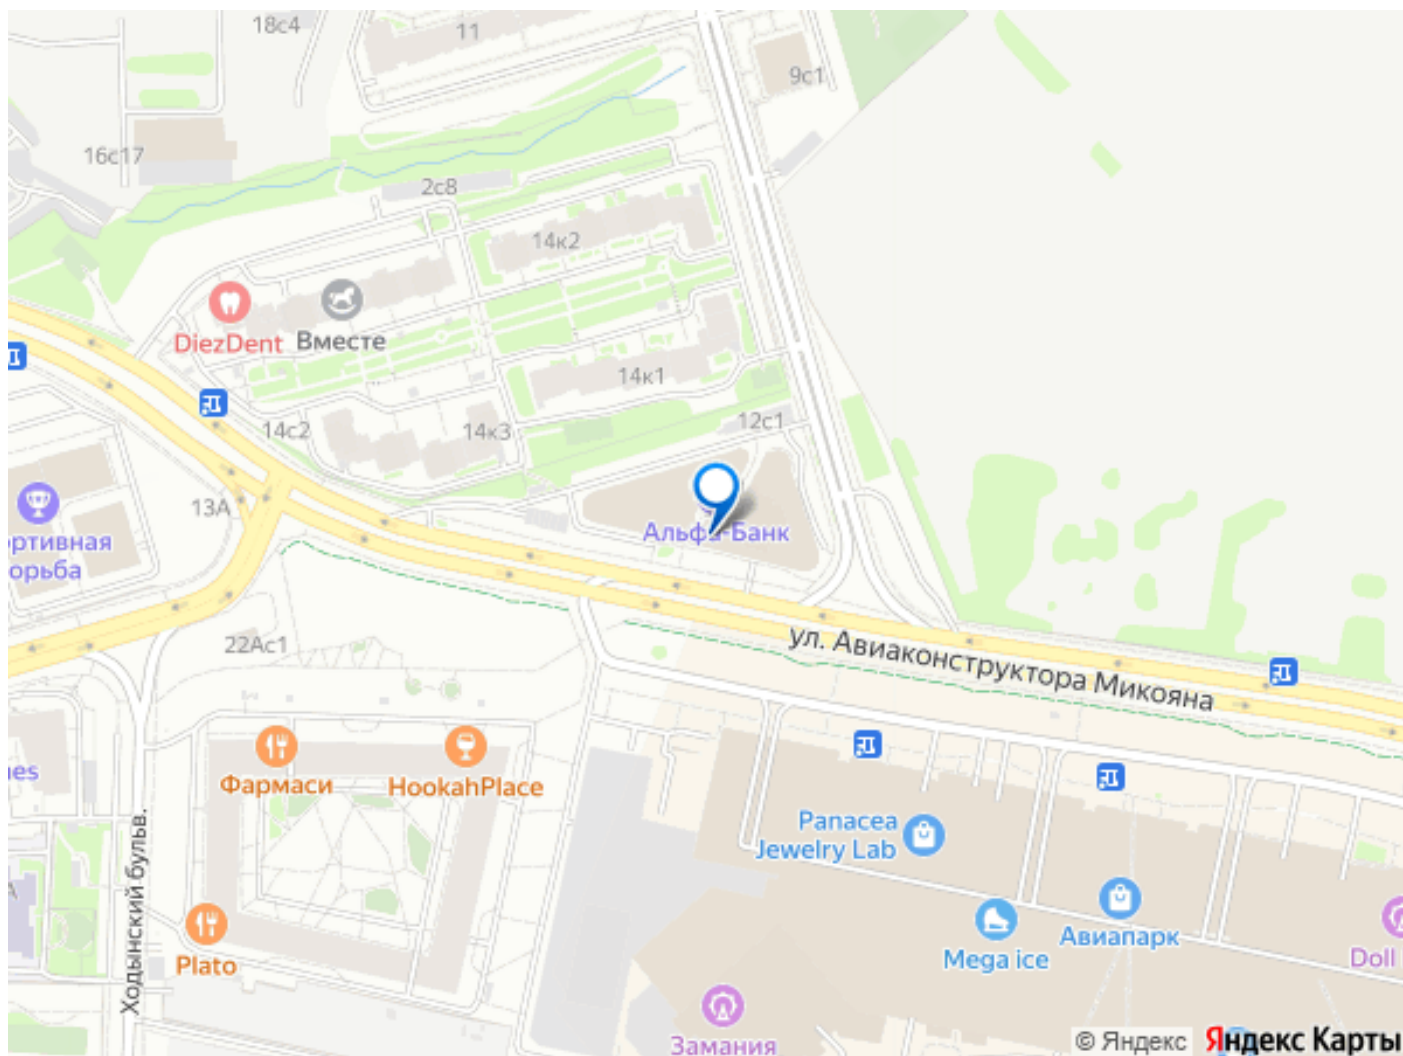 18с4
11
9с1
16с17
2с8
14к2
DiezDent
Вместе
14к1
14с2
14к3
12с1
13А
Альфа-Банк
ортивная
орьба
22Ас1
ул. Авиаконструктора Микояна
Фармаси
HookahPlace
es
Panacea
Jewelry Lab
Ходынский бульв.
Plato
Mega ice
Авиапарк
Doll
Замания
© Яндекс
Яндекс Карты